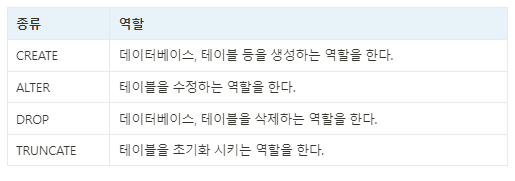 종류 역할
CREATE 데이터베이스, 테이블 등을 생성하는 역할을 한다.
ALTER 테이블을 수정하는 역할을 한다.
DROP 데이터베이스, 테이블을 삭제하는 역할을 한다.
TRUNCATE 테이블을 초기화 시키는 역할을 한다.